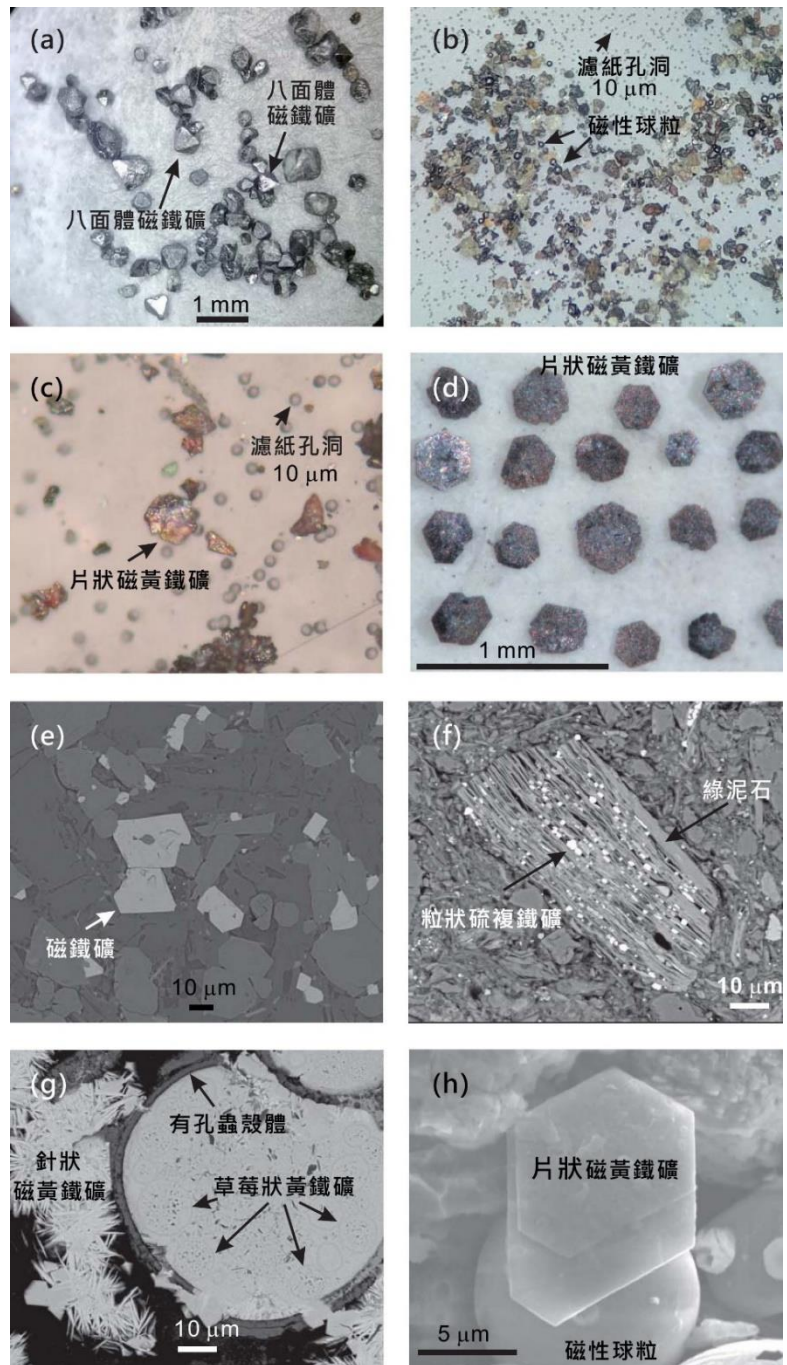 (a)
八面體
磁鐵礦
八面體磁鐵礦
1 mm
(b)
濾紙孔洞
10 μm
磁性球粒
(c)
濾紙孔洞
10 μm
片狀磁黃鐵礦
片狀磁黃鐵礦
(d)
1 mm
(e)
磁鐵礦
10 μm
(f)
綠泥石
粒狀硫複鐵礦
10 μm
(g)
有孔蟲殼體
針狀
磁黃鐵礦
草莓狀黃鐵礦
10 μm
(h)
片狀磁黃鐵礦
5 μm
磁性球粒